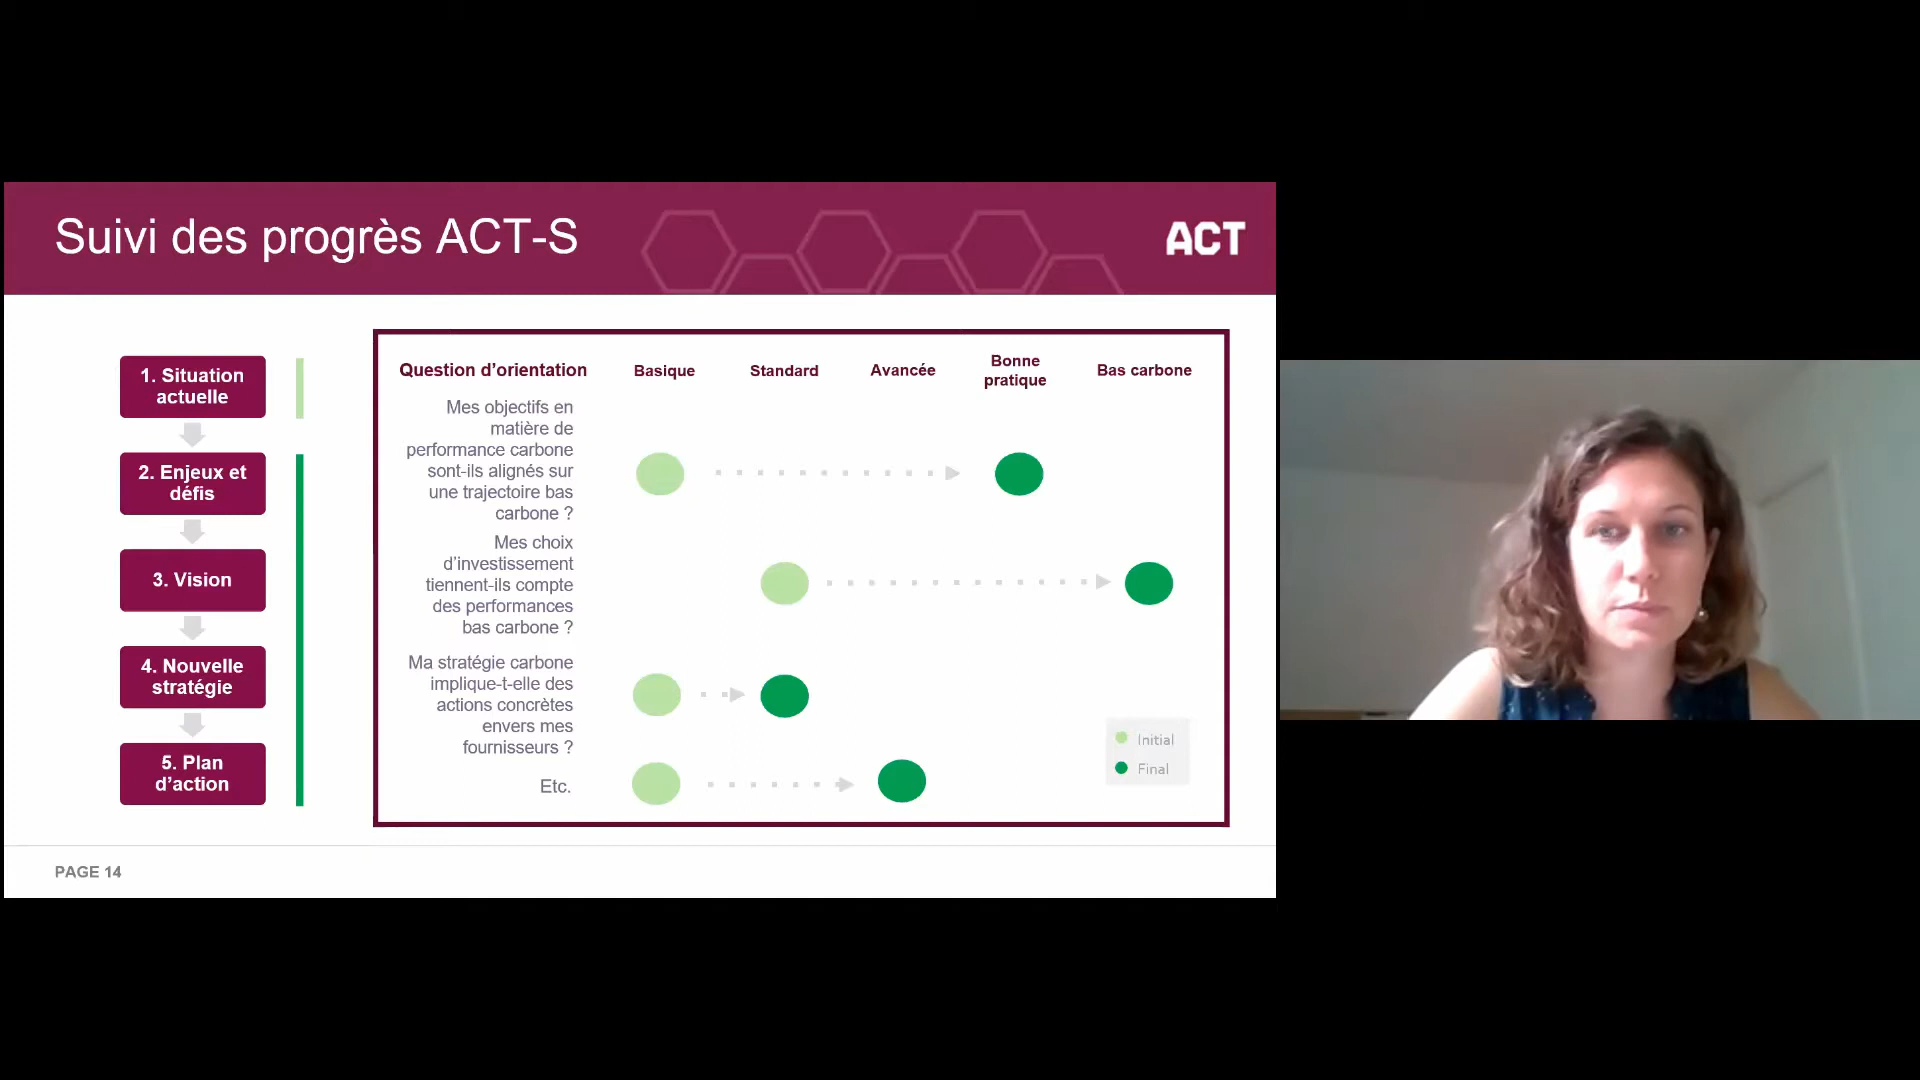 Suivi des progrès ACT-S
ACT
1. Situation
actuelle
2. Enjeux et
défis
3. Vision
4. Nouvelle
stratégie
5. Plan
d'action
Question d'orientation
Basique
Standard
Avancée
Bonne
pratique
Bas carbone
Mes objectifs en
matière de
performance carbone
sont-ils alignés sur
une trajectoire bas
carbone ?
Mes choix
d'investissement
tiennent-ils compte
des performances
bas carbone ?
Ma stratégie carbone
implique-t-elle des
actions concrètes
envers mes
fournisseurs ?
Etc.
Initial
Final
PAGE 14